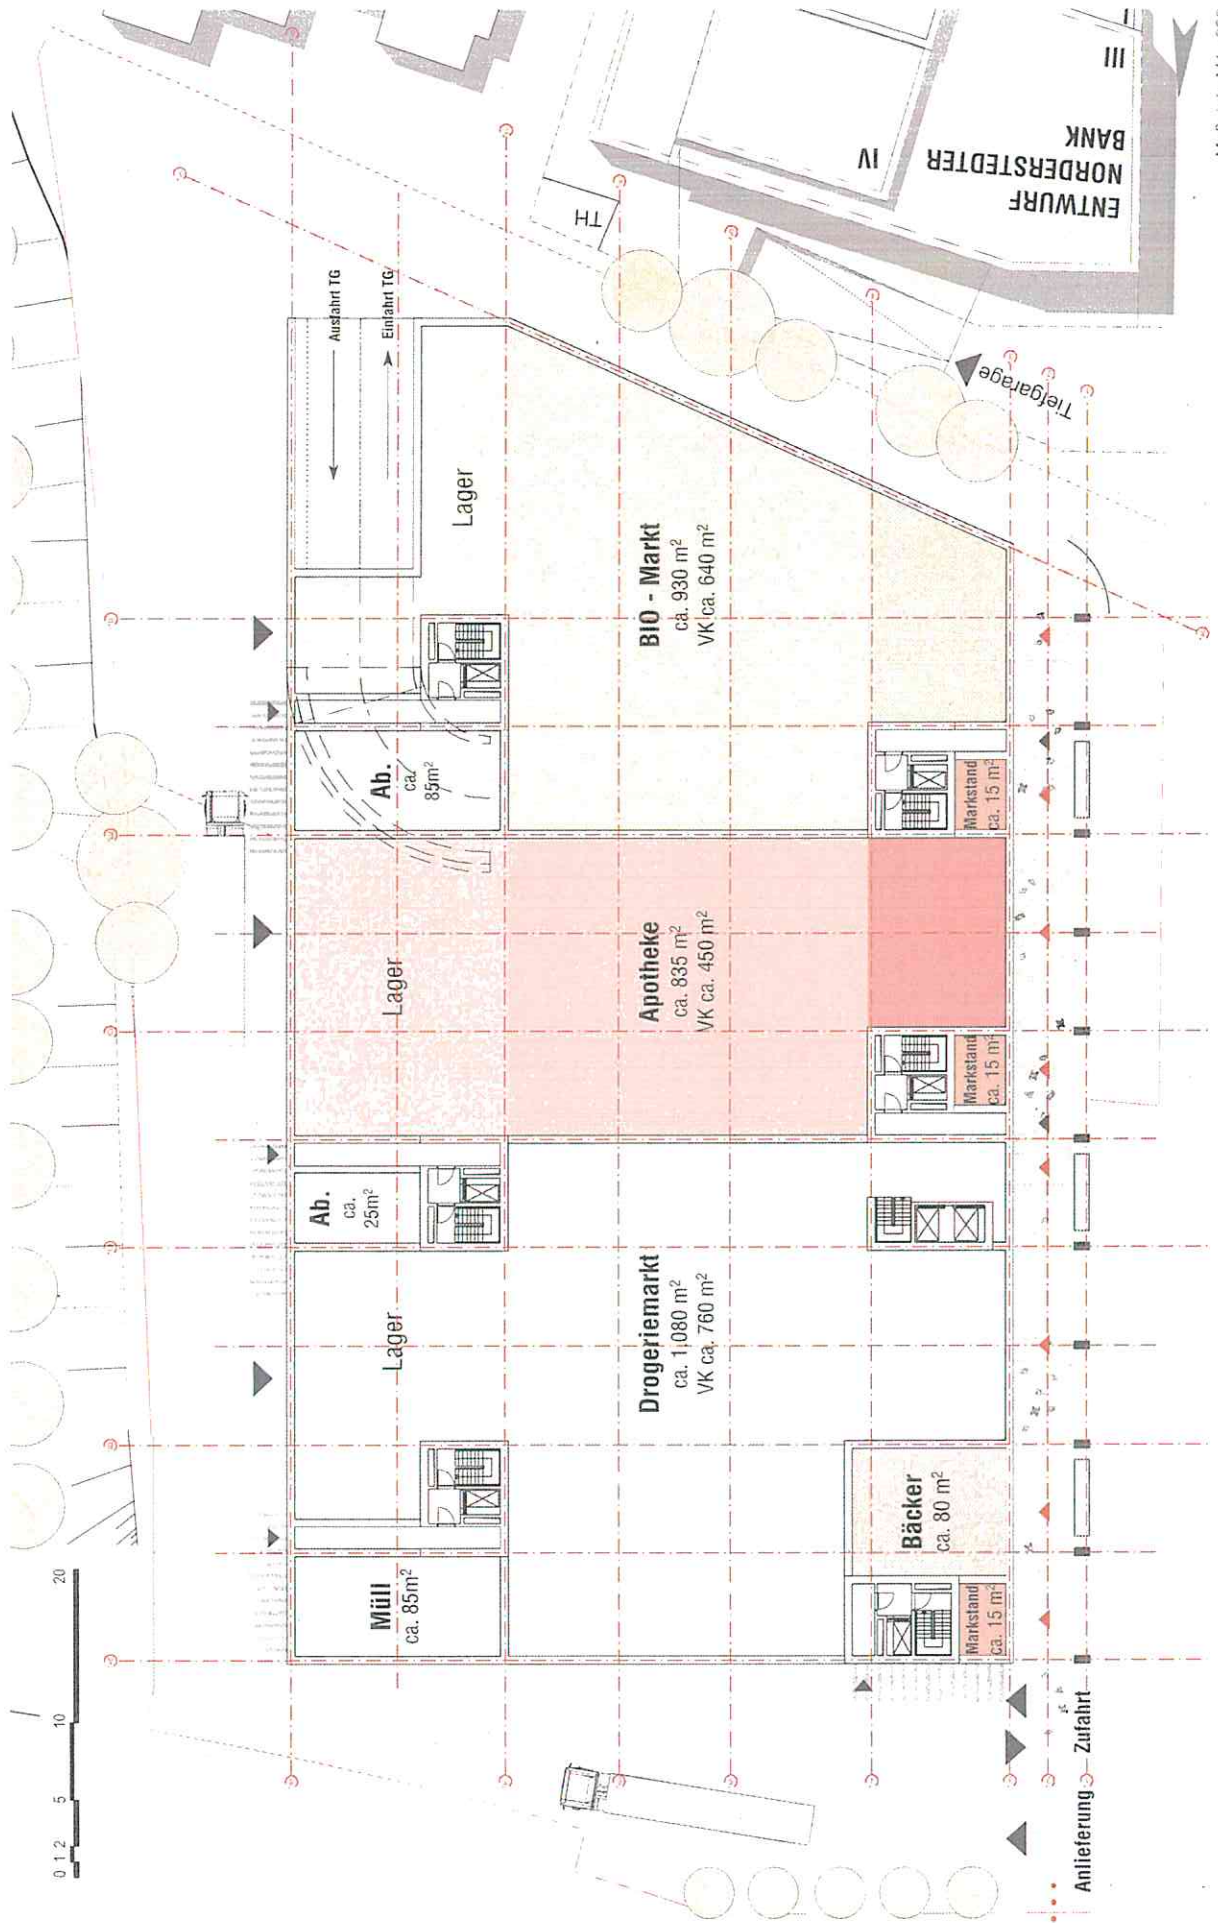 0 1 2 5 10 20
Müll
ca. 85m²
Lager
Ab.
ca.
25m²
Lager
Ab.
ca.
85m²
Lager
Ausfahrt TG
Einfahrt TG
Drogeriemarkt
ca. 1.080 m²
VK ca. 760 m²
Apotheke
ca. 835 m²
VK ca. 450 m²
BIO - Markt
ca. 930 m²
VK ca. 640 m²
Bäcker
ca. 80 m²
Markstand
ca. 15 m²
Markstand
ca. 15 m²
Markstand
ca. 15 m²
Anlieferung
Zufahrt
Tiefgarage
TH
IV
III
ENTWURF
NORDERSTEDTER
BANK